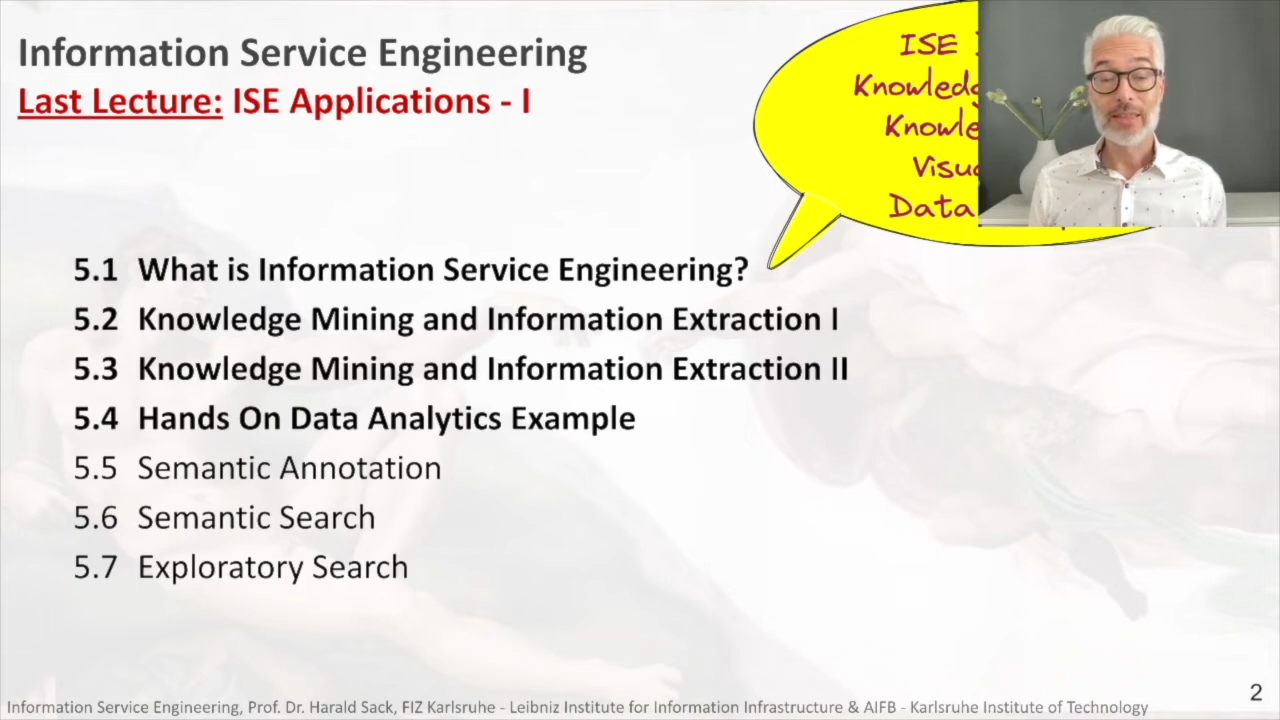 Information Service Engineering
Last Lecture: ISE Applications - I
ISE
Data
5.1 What is Information Service Engineering?
5.2 Knowledge Mining and Information Extraction I
5.3 Knowledge Mining and Information Extraction II
5.4 Hands On Data Analytics Example
5.5 Semantic Annotation
5.6 Semantic Search
5.7 Exploratory Search
2
Information Service Engineering, Prof. Dr. Harald Sack, FIZ Karlsruhe - Leibniz Institute for Information Infrastructure & AIFB - Karlsruhe Institute of Technology